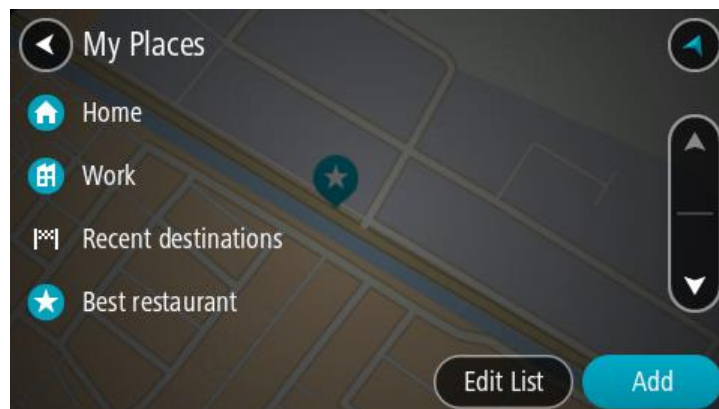 My Places
Home
Work
Recent destinations
Best restaurant
Edit List
Add